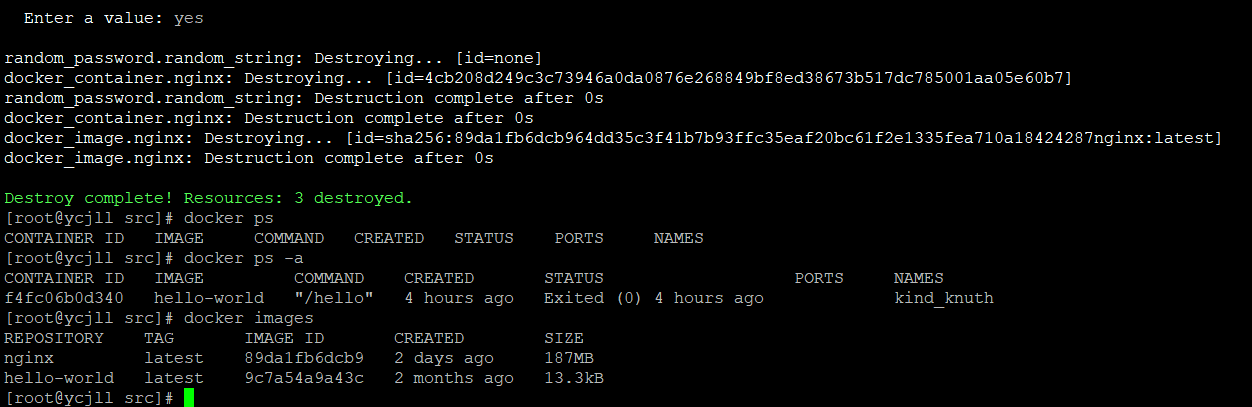 Enter a value: yes
random_password.random_string: Destroying... [id=none]
docker_container.nginx: Destroying... [id=4cb208d249c3c73946a0da0876e268849bf8ed38673b517dc785001aa05e60b7]
random_password.random_string: Destruction complete after 0s
docker_container.nginx: Destruction complete after 0s
docker_image.nginx: Destroying... [id=sha256:89da1fb6dcb964dd35c3f41b7b93ffc35eaf20bc61f2e1335fea710a18424287nginx:latest]
docker_image.nginx: Destruction complete after 0s
Destroy complete! Resources: 3 destroyed.
[root@ycjll src]# docker ps
CONTAINER ID   IMAGE     COMMAND   CREATED   STATUS    PORTS     NAMES
[root@ycjll src]# docker ps -a
CONTAINER ID   IMAGE         COMMAND    CREATED       STATUS                   PORTS     NAMES
f4fc06b0d340   hello-world   "/hello"   4 hours ago   Exited (0) 4 hours ago             kind_knuth
[root@ycjll src]# docker images
REPOSITORY    TAG       IMAGE ID       CREATED        SIZE
nginx         latest    89da1fb6dcb9   2 days ago     187MB
hello-world   latest    9c7a54a9a43c   2 months ago   13.3kB
[root@ycjll src]#